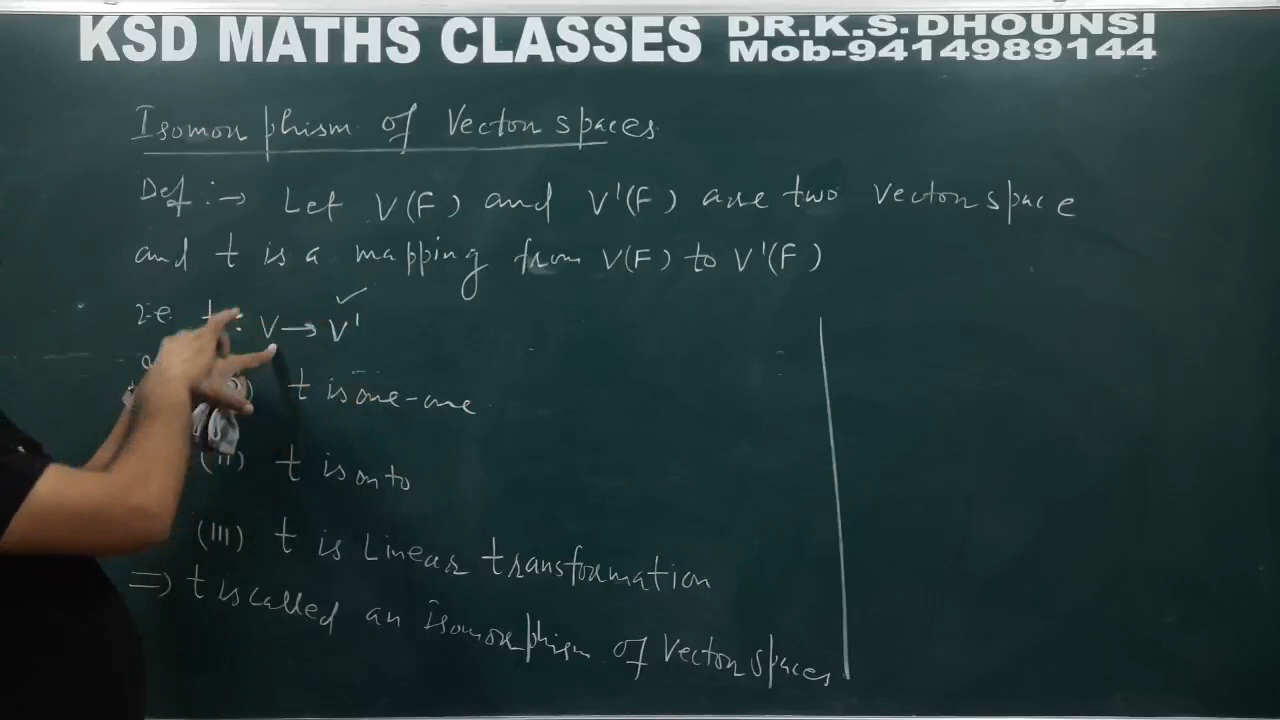 KSD MATHS CLASSES
DR.K.S.DHOUNSI
Mob-9414989144
Isomorphism of Vector spaces
Def :→ Let V(F) and V'(F) are two vector space
and t is a mapping from V(F) to V'(F)
i.e. t : V → V' ✓
t is one-one
(II) t is onto
(III) t is Linear transformation
⇒ t is called an isomorphism of vector spaces